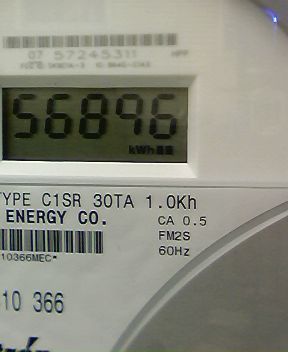 07 57245311 HPP
56896
kWh
TYPE C1SR 30TA 1.0Kh
ENERGY CO. CA 0.5
FM2S
10366MEC* 60Hz
10 366